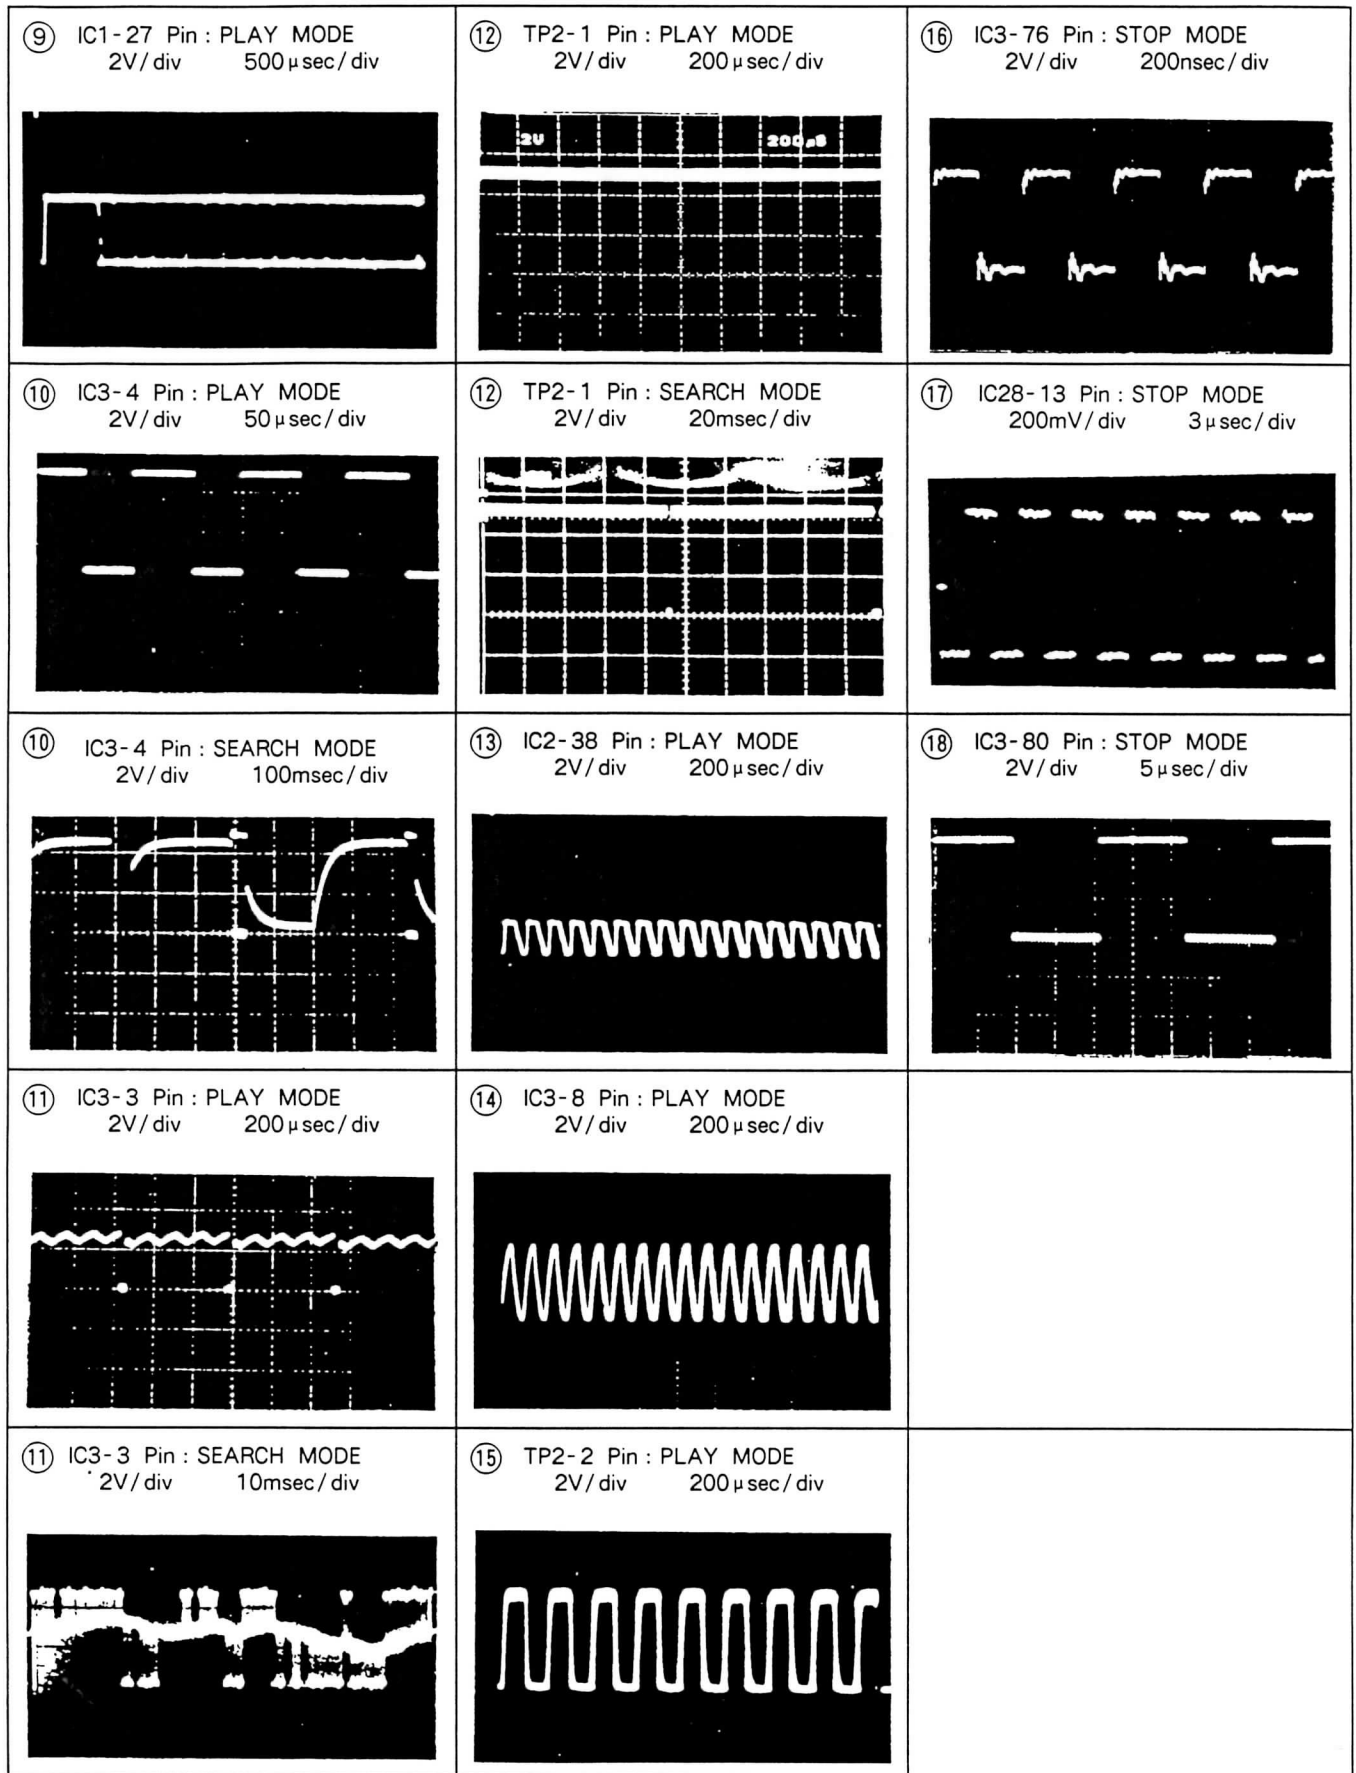 ⑨ IC1-27 Pin : PLAY MODE
2V/div 500μsec/div
⑩ IC3-4 Pin : PLAY MODE
2V/div 50μsec/div
⑩ IC3-4 Pin : SEARCH MODE
2V/div 100msec/div
⑪ IC3-3 Pin : PLAY MODE
2V/div 200μsec/div
⑪ IC3-3 Pin : SEARCH MODE
2V/div 10msec/div
⑫ TP2-1 Pin : PLAY MODE
2V/div 200μsec/div
2V 200μS
⑫ TP2-1 Pin : SEARCH MODE
2V/div 20msec/div
⑬ IC2-38 Pin : PLAY MODE
2V/div 200μsec/div
⑭ IC3-8 Pin : PLAY MODE
2V/div 200μsec/div
⑮ TP2-2 Pin : PLAY MODE
2V/div 200μsec/div
⑯ IC3-76 Pin : STOP MODE
2V/div 200nsec/div
⑰ IC28-13 Pin : STOP MODE
200mV/div 3μsec/div
⑱ IC3-80 Pin : STOP MODE
2V/div 5μsec/div